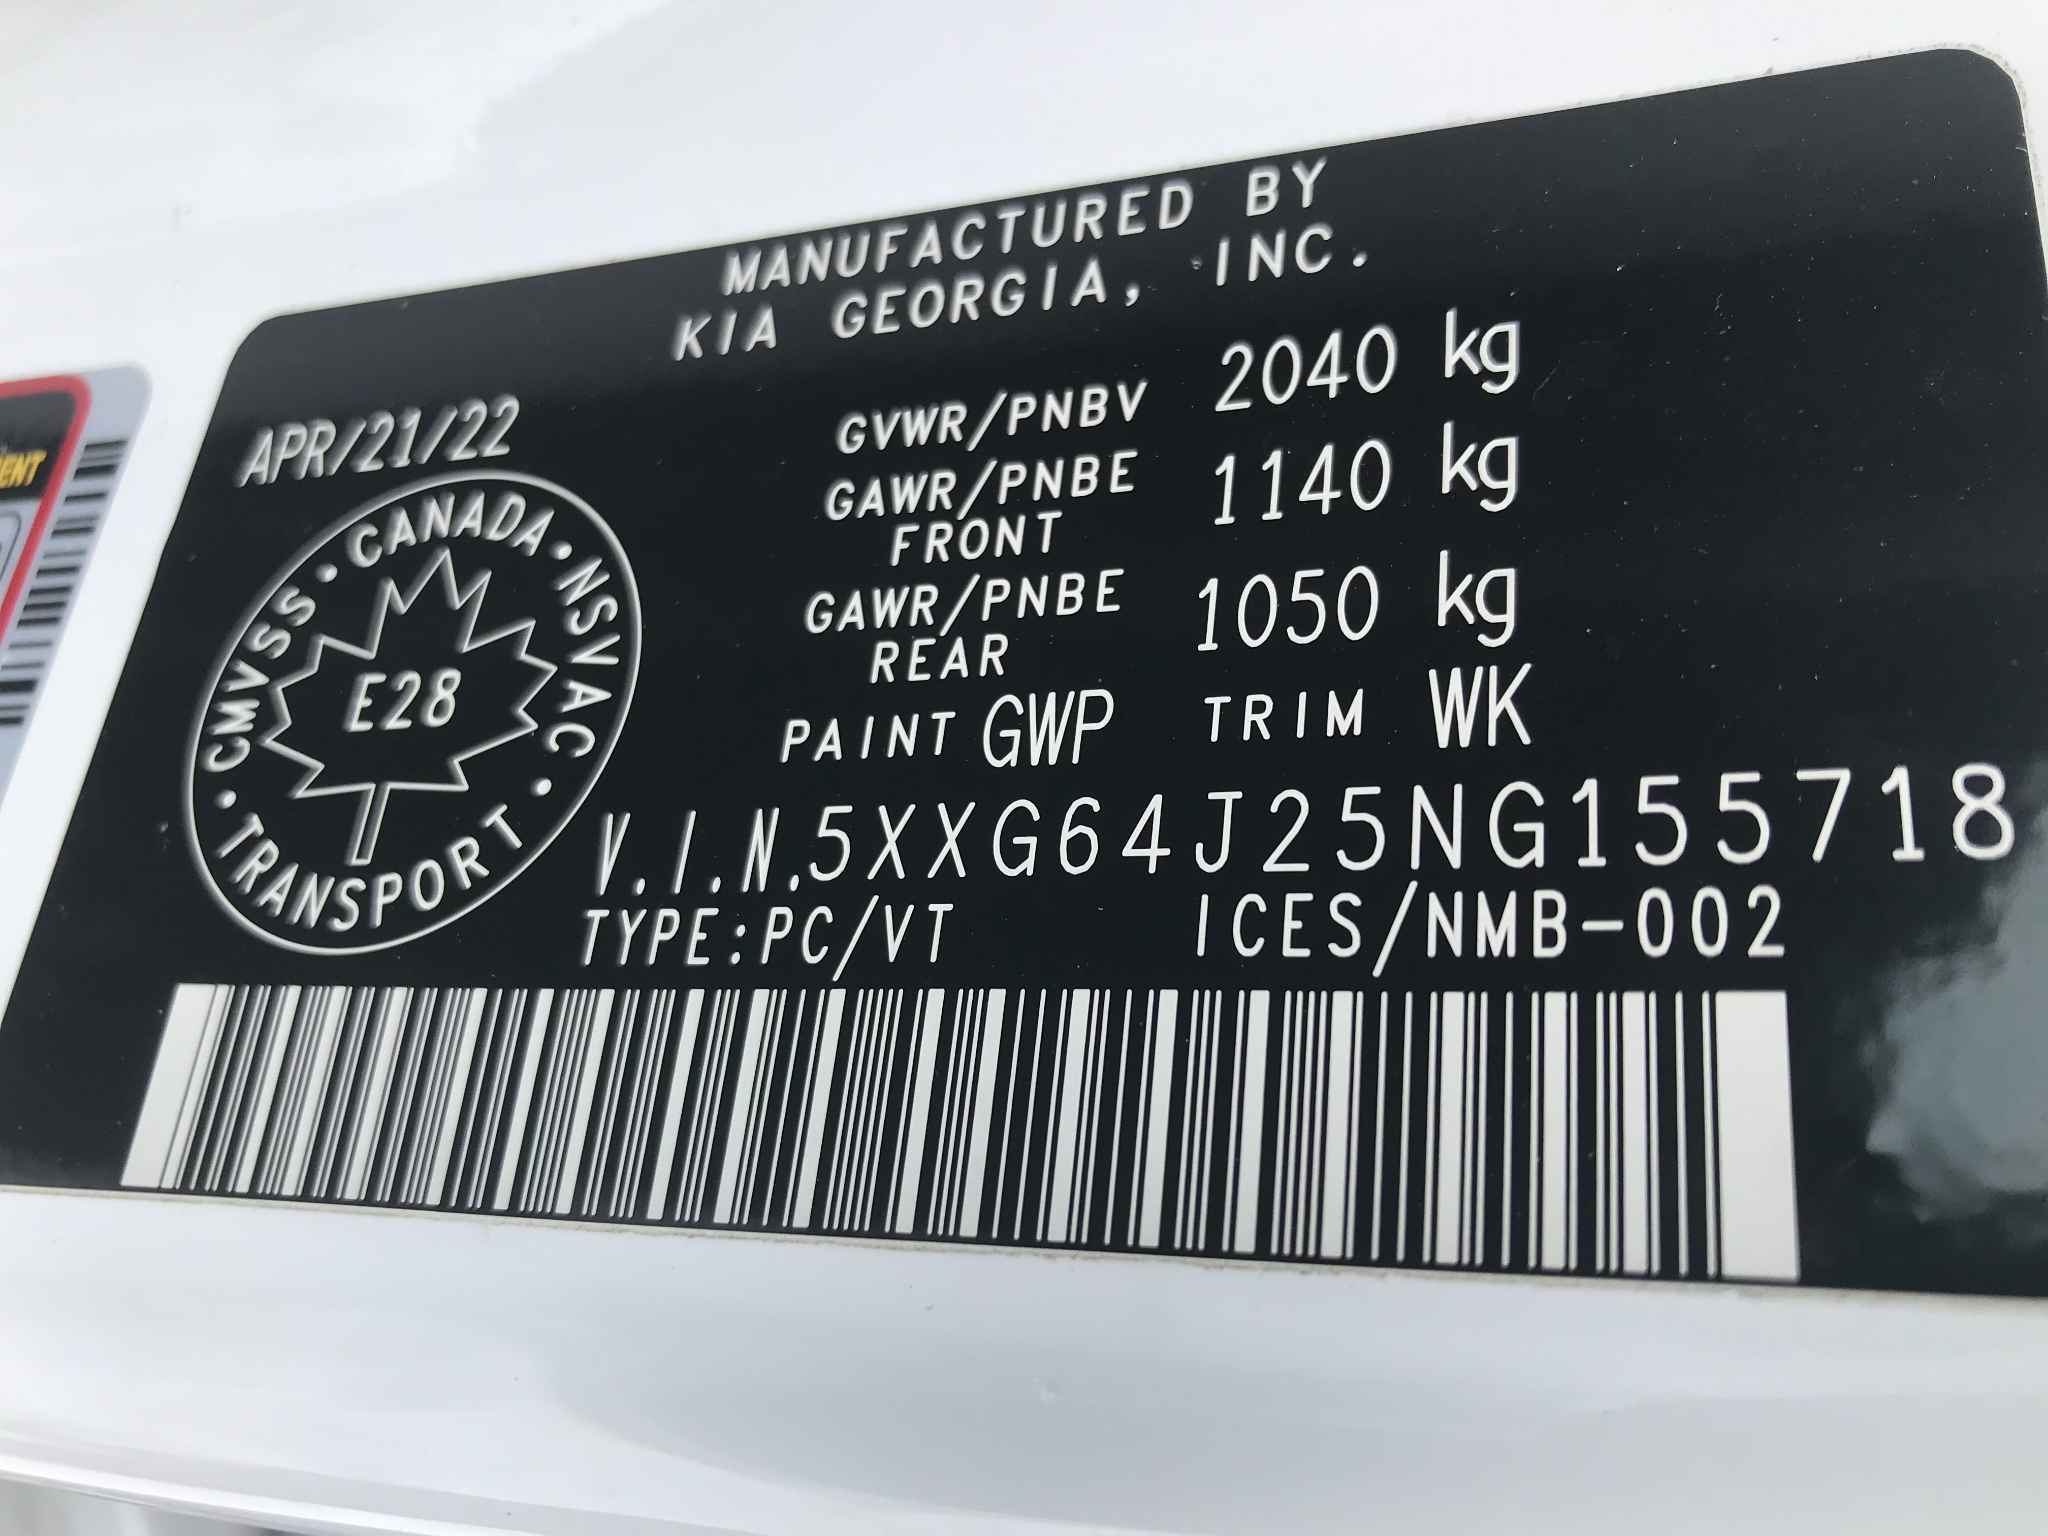 MANUFACTURED BY
KIA GEORGIA, INC.
APR/21/22
GVWR/PNBV 2040 kg
GAWR/PNBE 1140 kg
FRONT
GAWR/PNBE 1050 kg
REAR
PAINT GWP TRIM WK
CMVSS • CANADA • NSVAC •
E28
• TRANSPORT
V.I.N.5XXG64J25NG155718
TYPE:PC/VT ICES/NMB-002